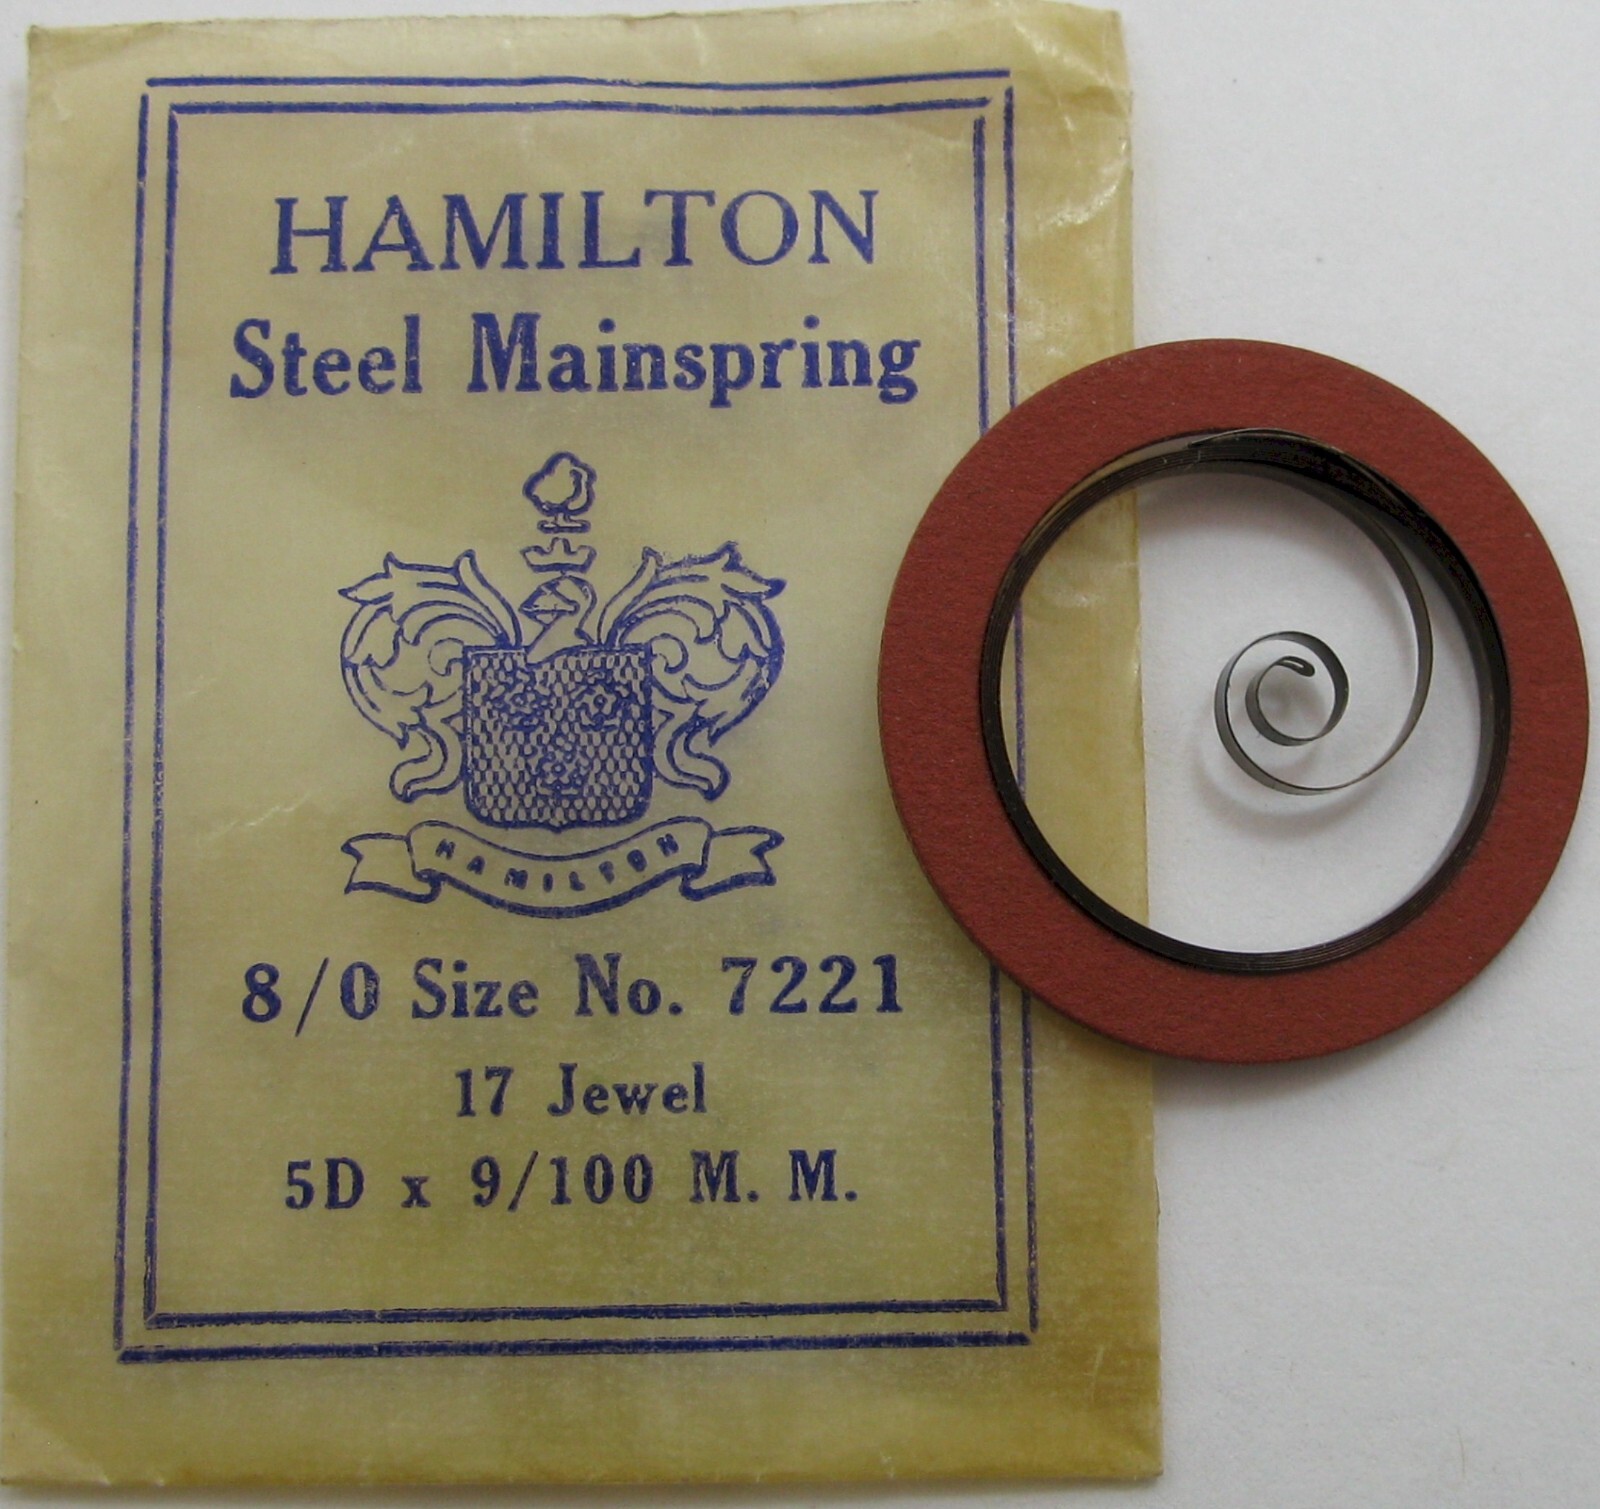 HAMILTON
Steel Mainspring
HAMILTON
8/0 Size No. 7221
17 Jewel
5D x 9/100 M. M.